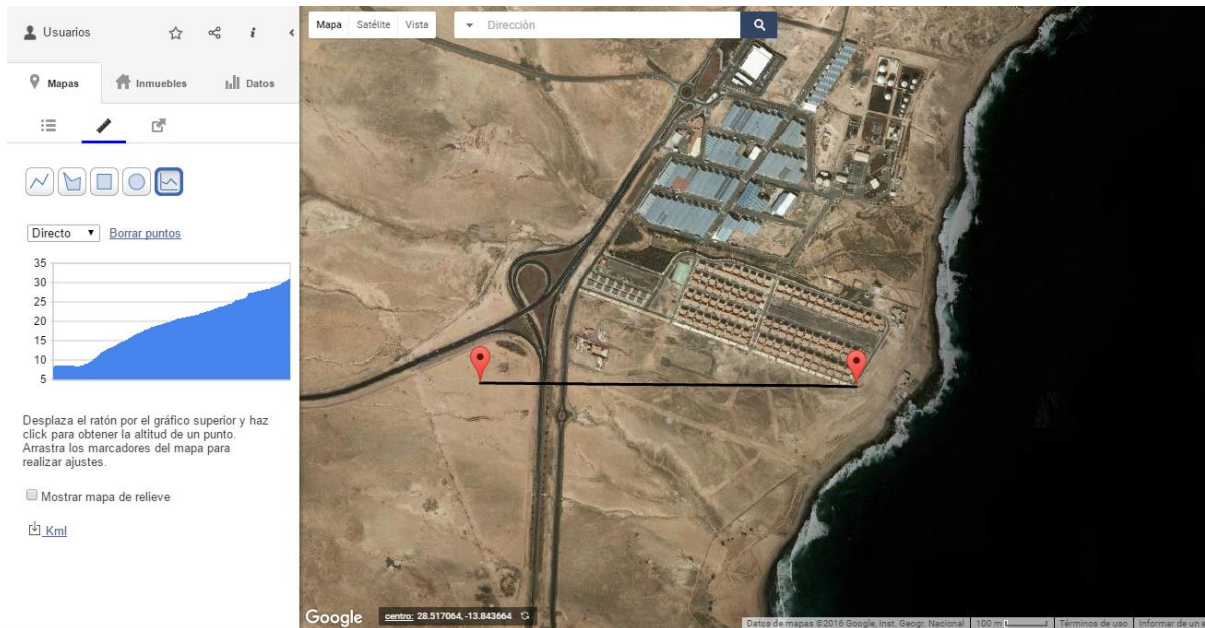 Usuarios
i
Mapas
Inmuebles
Datos
Directo
Borrar puntos
35
30
25
20
15
10
5
Desplaza el ratón por el gráfico superior y haz
click para obtener la altitud de un punto.
Arrastra los marcadores del mapa para
realizar ajustes.
Mostrar mapa de relieve
Kml
Mapa Satélite Vista
Dirección
Google
centro: 28.517064,-13.843664
Datos de mapas ©2016 Google, Inst. Geogr. Nacional 100 m Términos de uso Informar de un e